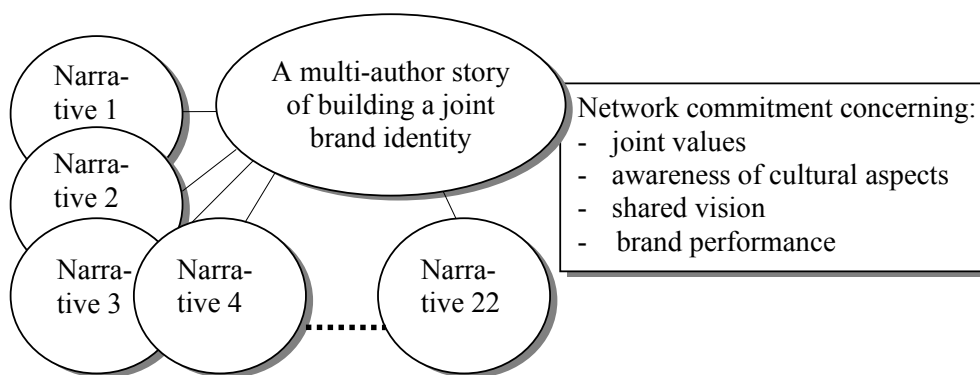 Narra-
tive 1
A multi-author story
of building a joint
brand identity
Network commitment concerning:
- joint values
- awareness of cultural aspects
- shared vision
- brand performance
Narra-
tive 2
Narra-
tive 3
Narra-
tive 4
Narra-
tive 22